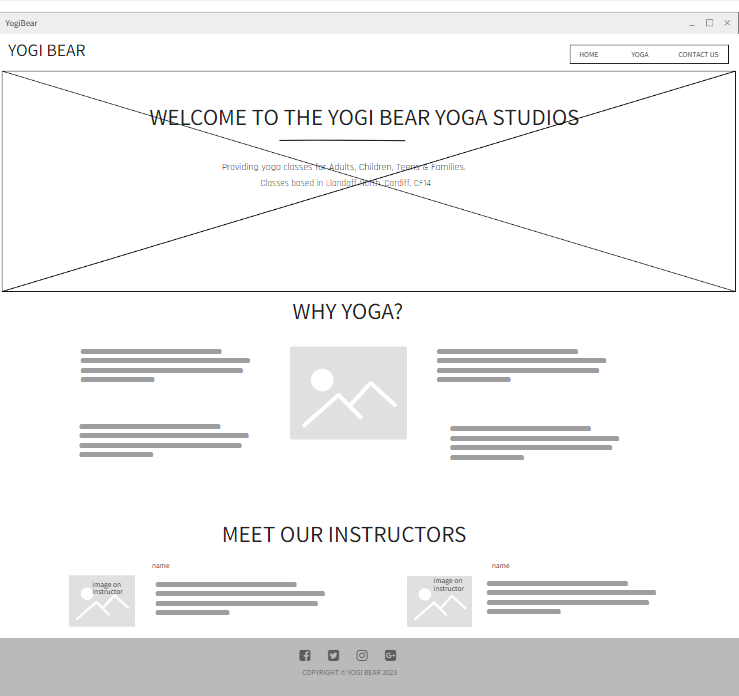 YogiBear
YOGI BEAR
HOME YOGA CONTACT US
WELCOME TO THE YOGI BEAR YOGA STUDIOS
Providing yoga classes for Adults, Children, Teens & Families.
Classes based in Llandaff North, Cardiff, CF14
WHY YOGA?
MEET OUR INSTRUCTORS
name
image on
instructor
name
image on
instructor
COPYRIGHT © YOGI BEAR 2023